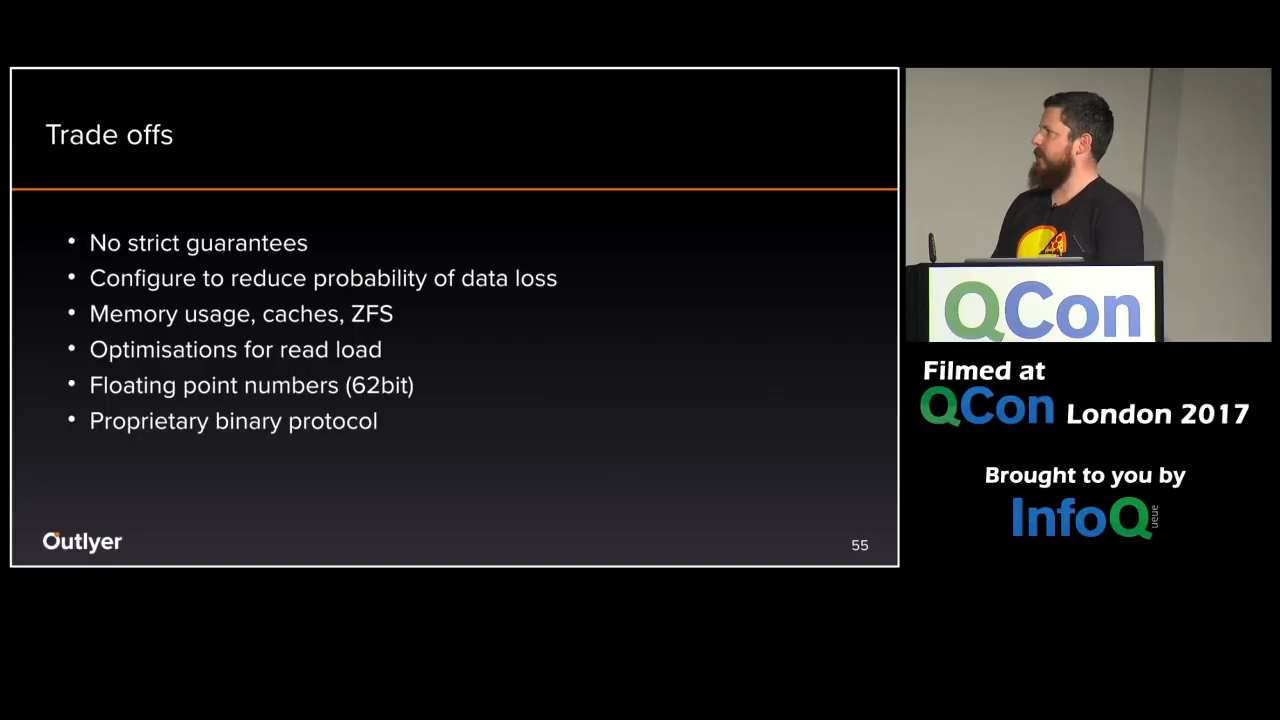 Trade offs
• No strict guarantees
• Configure to reduce probability of data loss
• Memory usage, caches, ZFS
• Optimisations for read load
• Floating point numbers (62bit)
• Proprietary binary protocol
Outlyer
55
QCon
Filmed at
QCon London 2017
Brought to you by
InfoQ
ueue